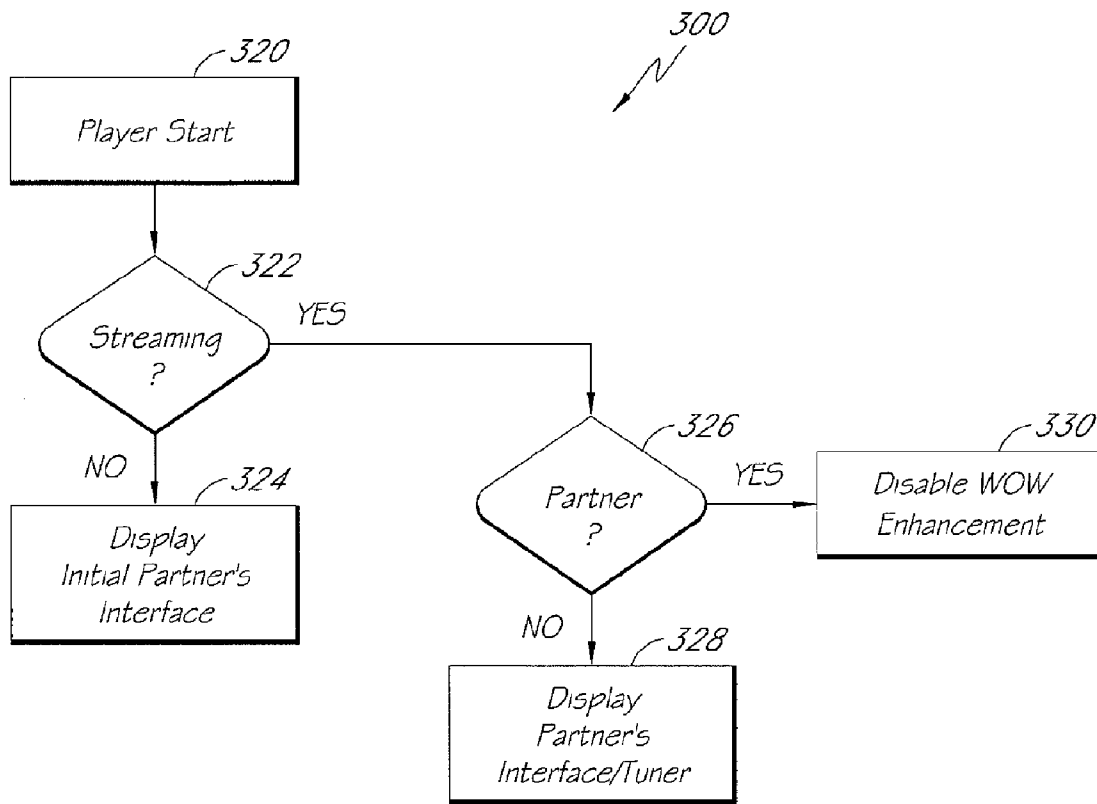 300
320
Player Start
322
Streaming
?
YES
NO
324
Display
Initial Partner's
Interface
326
Partner
?
YES
330
Disable WOW
Enhancement
NO
328
Display
Partner's
Interface/Tuner